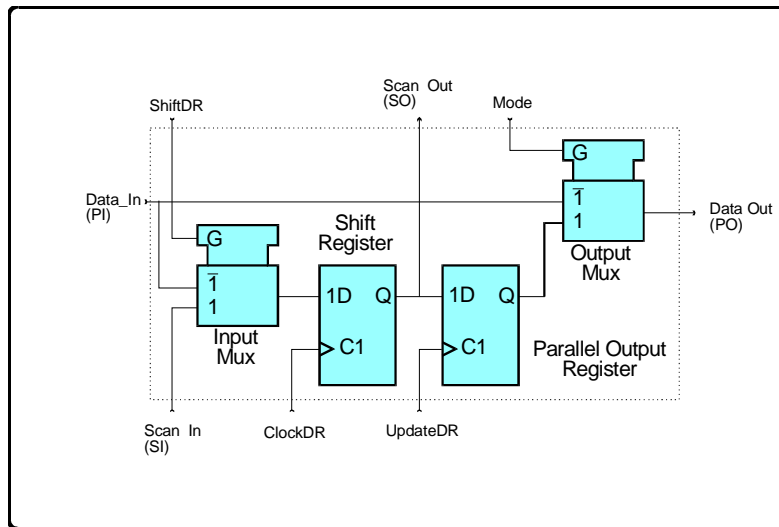 Scan Out
(SO)
ShiftDR
Mode
G
Data_In
(PI)
1
1
Data Out
(PO)
Shift
Register
G
Output
Mux
1
1
1D Q
1D Q
Input
Mux
C1
C1
Parallel Output
Register
Scan In
(SI)
ClockDR
UpdateDR